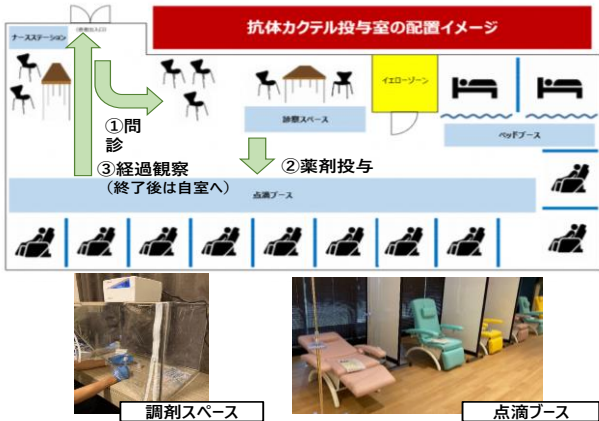 抗体カクテル投与室の配置イメージ
ナースステーション
①問
診
診察スペース
イエローゾーン
ベッドブース
②薬剤投与
③経過観察
（終了後は自室へ）
点滴ブース
調剤スペース
点滴ブース